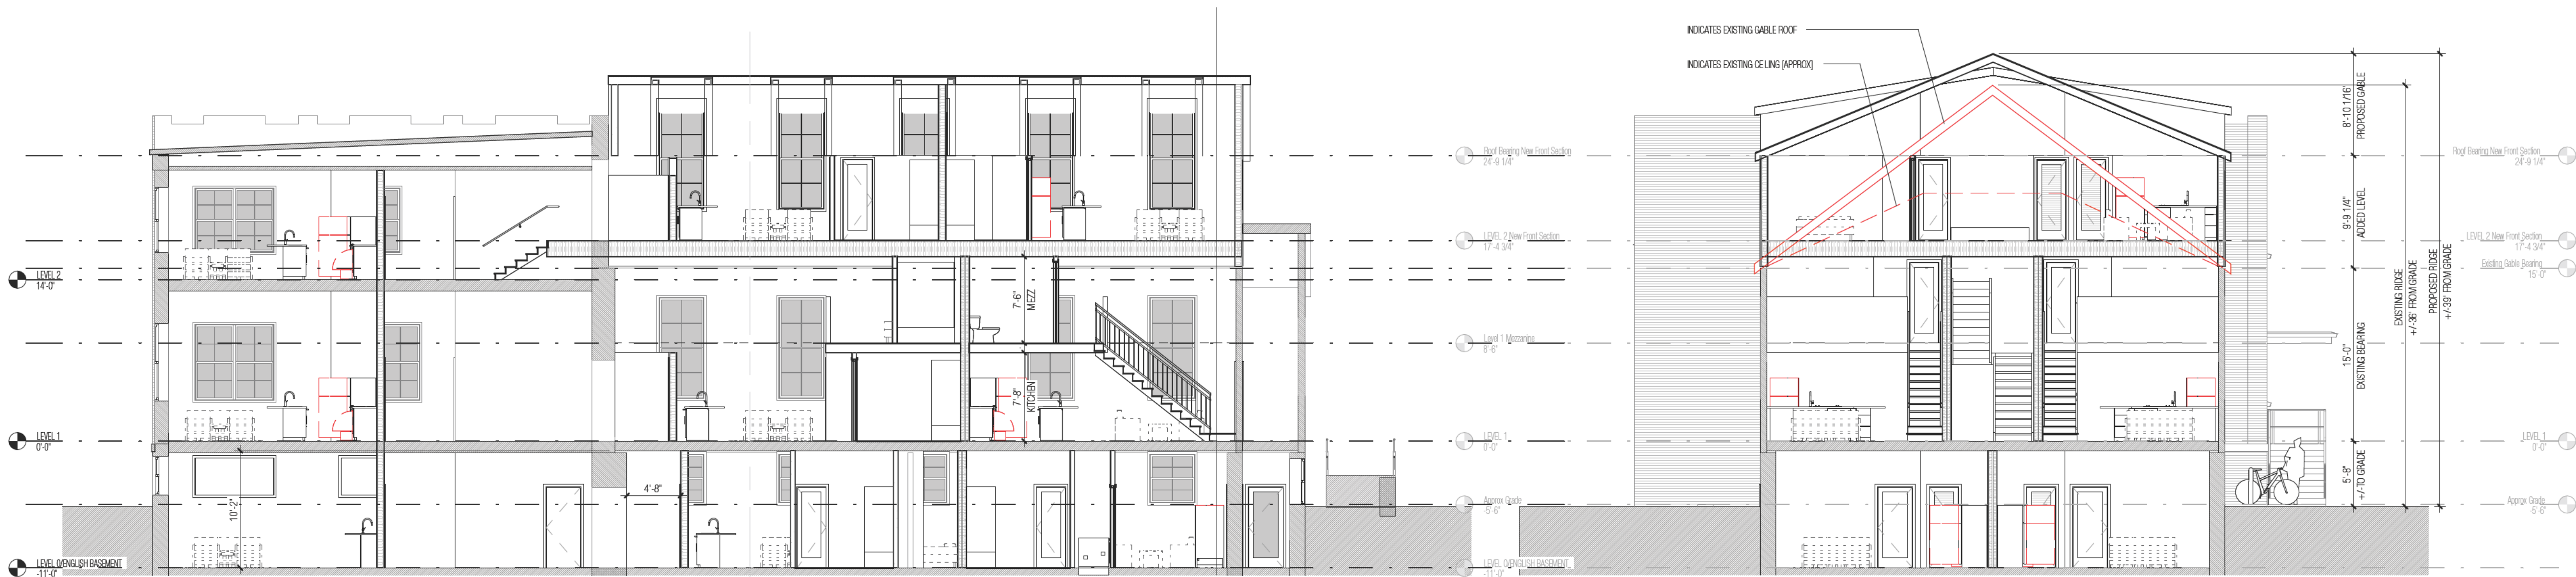 LEVEL 2
14'-0"
LEVEL 1
0'-0"
LEVEL 0/ENGLISH BASEMENT
-11'-0"
10'-2"
4'-8"
7'-6"
MEZZ
7'-8"
KITCHEN
Roof Bearing New Front Section
24'-9 1/4"
LEVEL 2 New Front Section
17'-4 3/4"
Level 1 Mezzanine
8'-6"
LEVEL 1
0'-0"
Approx Grade
-5'-6"
LEVEL 0/ENGLISH BASEMENT
-11'-0"
INDICATES EXISTING GABLE ROOF
INDICATES EXISTING CEILING [APPROX]
8'-10 1/16"
PROPOSED GABLE
9'-9 1/4"
ADDED LEVEL
15'-0"
EXISTING BEARING
5'-8"
+/-TO GRADE
EXISTING RIDGE
+/-36' FROM GRADE
PROPOSED RIDGE
+/-39' FROM GRADE
Roof Bearing New Front Section
24'-9 1/4"
LEVEL 2 New Front Section
17'-4 3/4"
Existing Gable Bearing
15'-0"
LEVEL 1
0'-0"
Approx Grade
-5'-6"